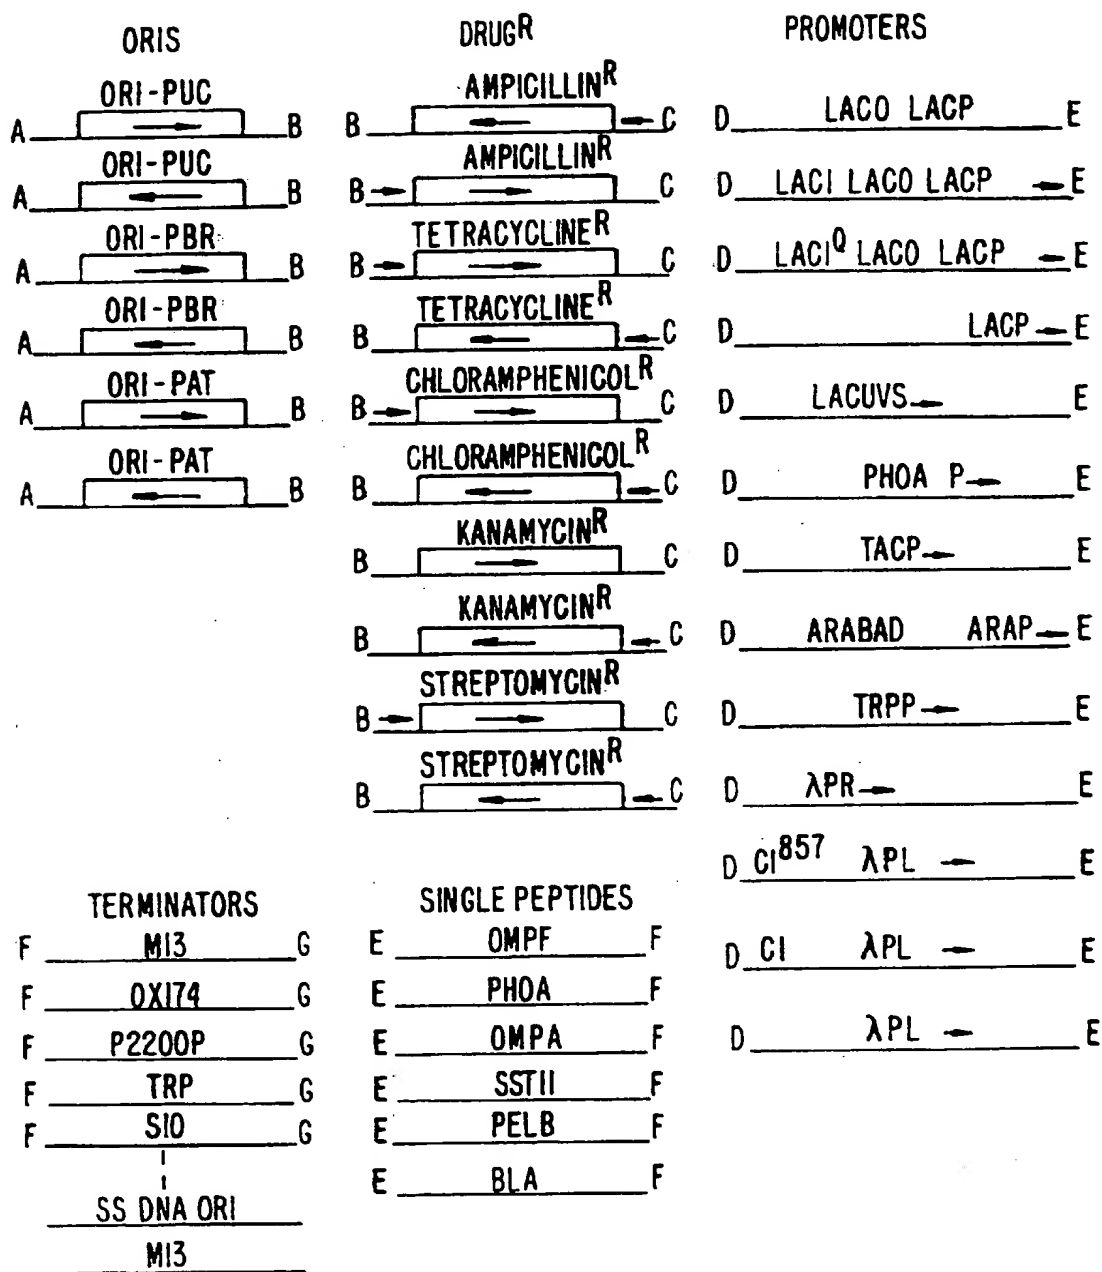 ORIS
ORI-PUC
A B
ORI-PUC
A B
ORI-PBR
A B
ORI-PBR
A B
ORI-PAT
A B
ORI-PAT
A B
DRUGR
AMPICILLINR
B C
AMPICILLINR
B C
TETRACYCLINER
B C
TETRACYCLINER
B C
CHLORAMPHENICOLR
B C
CHLORAMPHENICOLR
B C
KANAMYCINR
B C
KANAMYCINR
B C
STREPTOMYCINR
B C
STREPTOMYCINR
B C
PROMOTERS
D LACO LACP E
D LACI LACO LACP E
D LACIQ LACO LACP E
D LACP E
D LACUVS E
D PHOA P E
D TACP E
D ARABAD ARAP E
D TRPP E
D λPR E
D CI857 λPL E
D CI λPL E
D λPL E
TERMINATORS
F M13 G
F OX174 G
F P22OOP G
F TRP G
F S10 G
SS DNA ORI
M13
SINGLE PEPTIDES
E OMPF F
E PHOA F
E OMPA F
E SSTII F
E PELB F
E BLA F